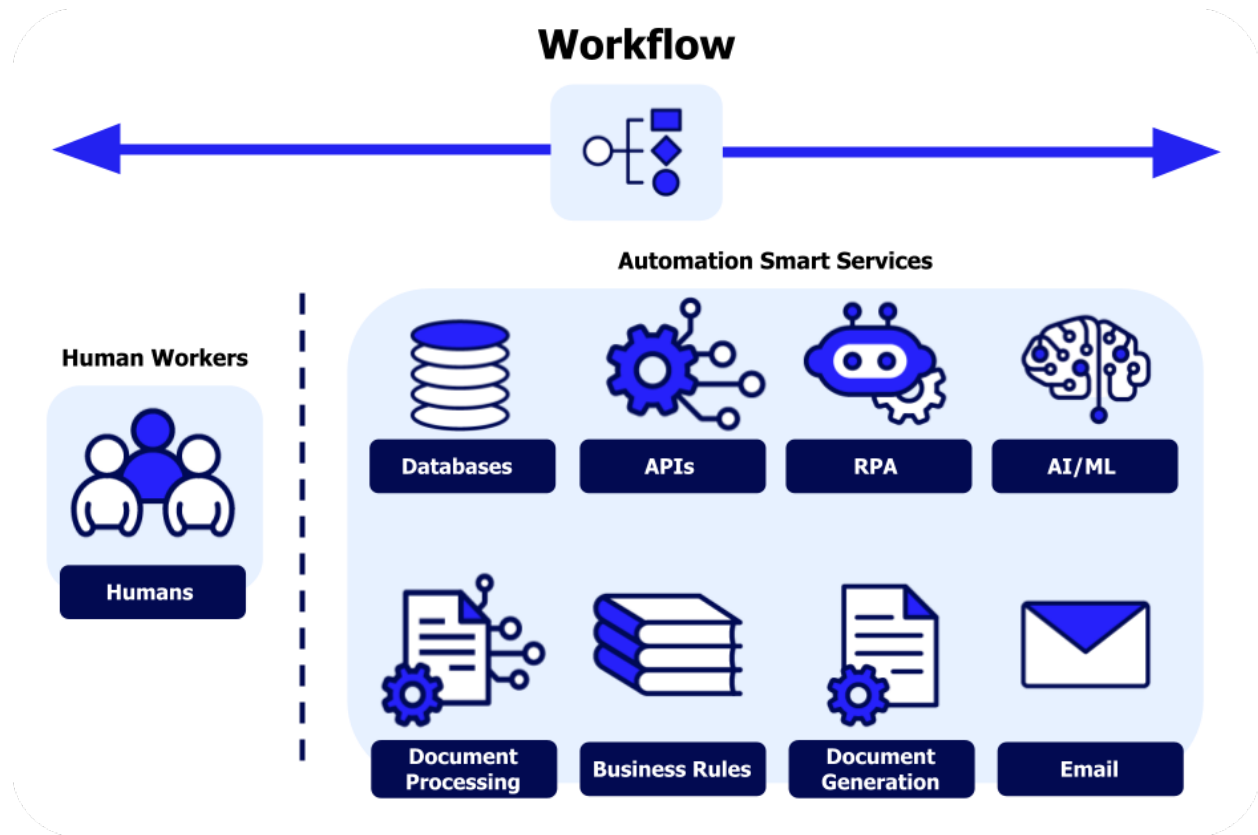 Workflow
Automation Smart Services
Human Workers
Databases
APIs
RPA
AI/ML
Humans
Document
Processing
Business Rules
Document
Generation
Email